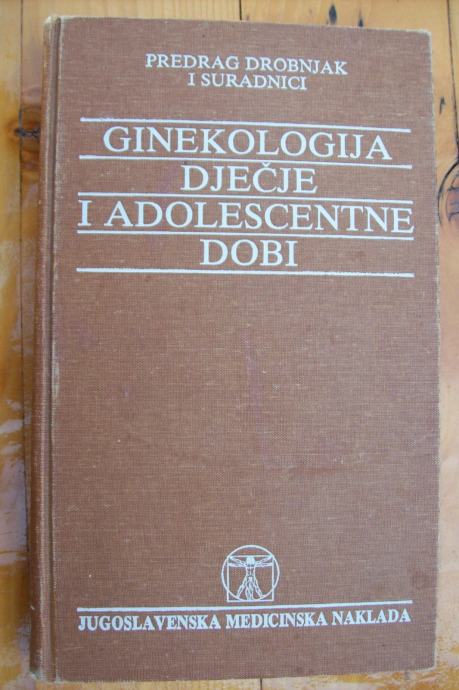 PREDRAG DROBNJAK
I SURADNICI
GINEKOLOGIJA
DJEČJE
I ADOLESCENTNE
DOBI
JUGOSLAVENSKA MEDICINSKA NAKLADA